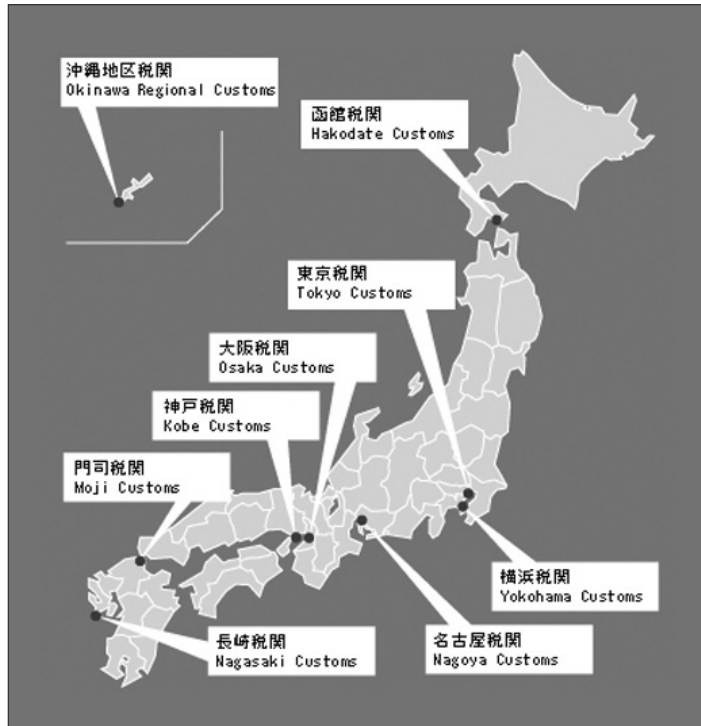 沖縄地区税関
Okinawa Regional Customs
函館税関
Hakodate Customs
東京税関
Tokyo Customs
大阪税関
Osaka Customs
神戸税関
Kobe Customs
門司税関
Moji Customs
横浜税関
Yokohama Customs
名古屋税関
Nagoya Customs
長崎税関
Nagasaki Customs